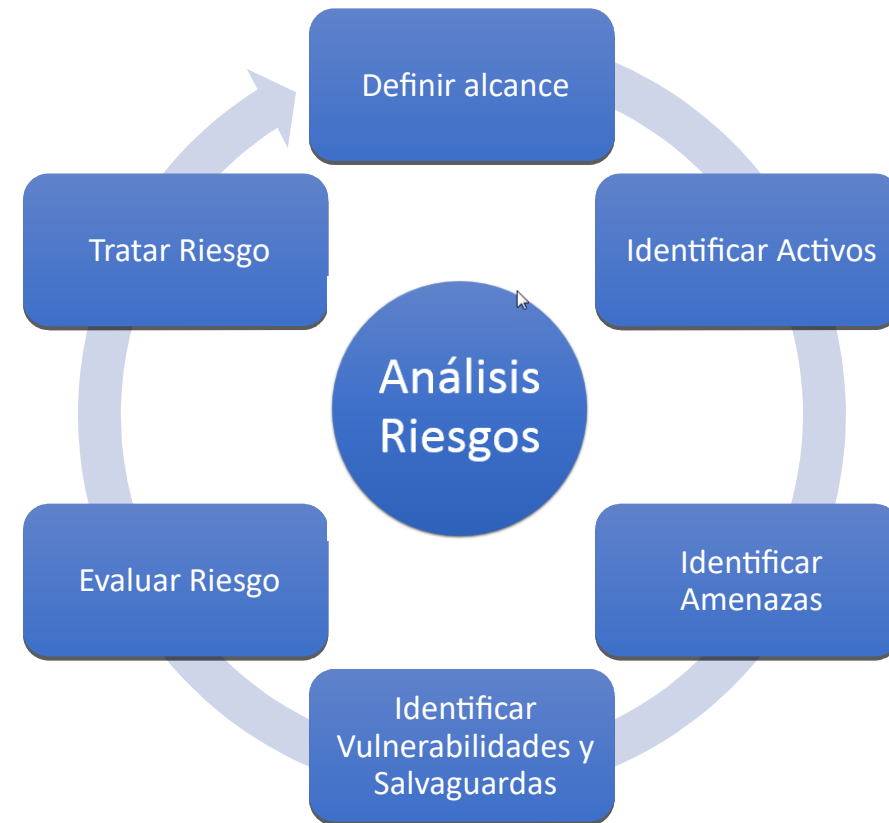 Definir alcance
Identificar Activos
Identificar
Amenazas
Identificar
Vulnerabilidades y
Salvaguardas
Evaluar Riesgo
Tratar Riesgo
Análisis
Riesgos